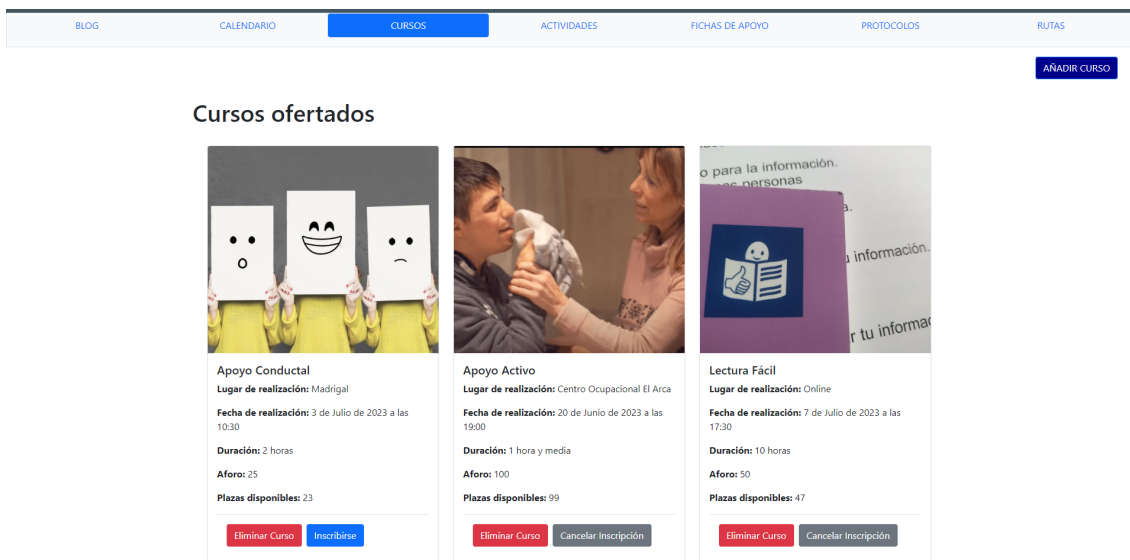 BLOG
CALENDARIO
CURSOS
ACTIVIDADES
FICHAS DE APOYO
PROTOCOLOS
RUTAS
AÑADIR CURSO
Cursos ofertados
o para la información.
personas
información.
r tu informac
Apoyo Conductal
Lugar de realización: Madrigal
Fecha de realización: 3 de Julio de 2023 a las
10:30
Duración: 2 horas
Aforo: 25
Plazas disponibles: 23
Eliminar Curso
Inscribirse
Apoyo Activo
Lugar de realización: Centro Ocupacional El Arca
Fecha de realización: 20 de Junio de 2023 a las
19:00
Duración: 1 hora y media
Aforo: 100
Plazas disponibles: 99
Eliminar Curso
Cancelar Inscripción
Lectura Fácil
Lugar de realización: Online
Fecha de realización: 7 de Julio de 2023 a las
17:30
Duración: 10 horas
Aforo: 50
Plazas disponibles: 47
Eliminar Curso
Cancelar Inscripción